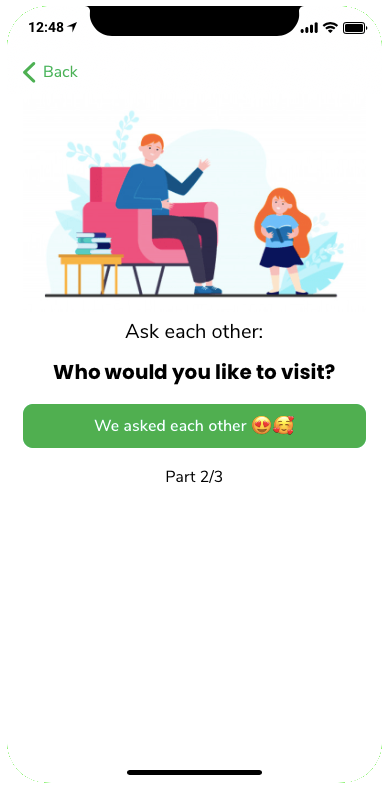 12:48
Back
Ask each other:
Who would you like to visit?
We asked each other 😍🥰
Part 2/3